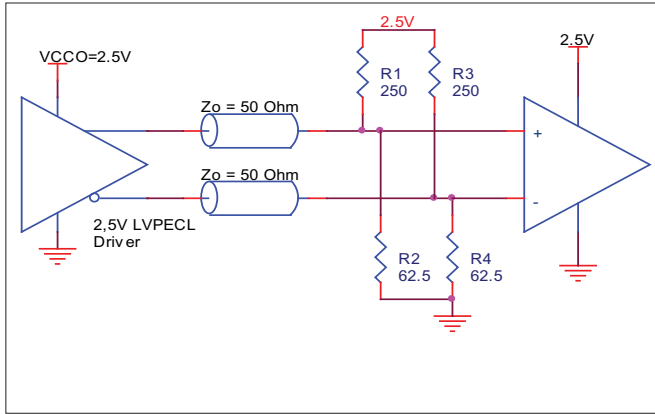 2.5V
2.5V
VCCO=2.5V
R1
250
R3
250
Zo = 50 Ohm
+
Zo = 50 Ohm
-
2,5V LVPECL
Driver
R2
62.5
R4
62.5